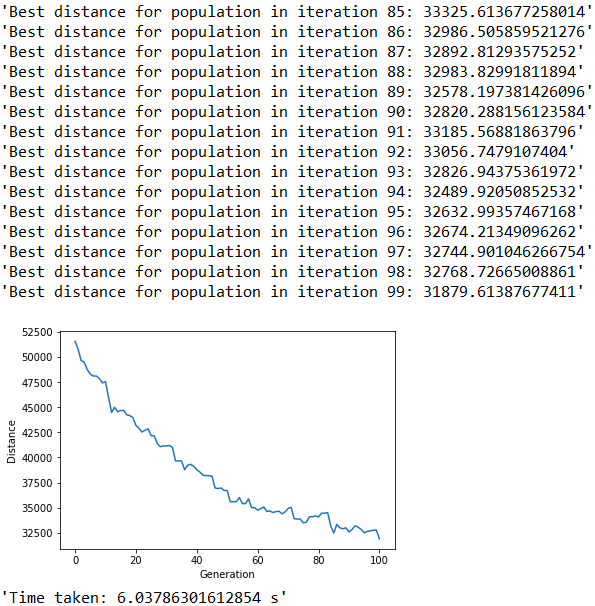 'Best distance for population in iteration 85: 33325.613677258014'
'Best distance for population in iteration 86: 32986.505859521276'
'Best distance for population in iteration 87: 32892.81293575252'
'Best distance for population in iteration 88: 32983.82991811894'
'Best distance for population in iteration 89: 32578.197381426096'
'Best distance for population in iteration 90: 32820.288156123584'
'Best distance for population in iteration 91: 33185.56881863796'
'Best distance for population in iteration 92: 33056.7479107404'
'Best distance for population in iteration 93: 32826.94375361972'
'Best distance for population in iteration 94: 32489.92050852532'
'Best distance for population in iteration 95: 32632.99357467168'
'Best distance for population in iteration 96: 32674.21349096262'
'Best distance for population in iteration 97: 32744.901046266754'
'Best distance for population in iteration 98: 32768.72665008861'
'Best distance for population in iteration 99: 31879.61387677411'
52500
50000
47500
45000
42500
40000
37500
35000
32500
Distance
0 20 40 60 80 100
Generation
'Time taken: 6.03786301612854 s'